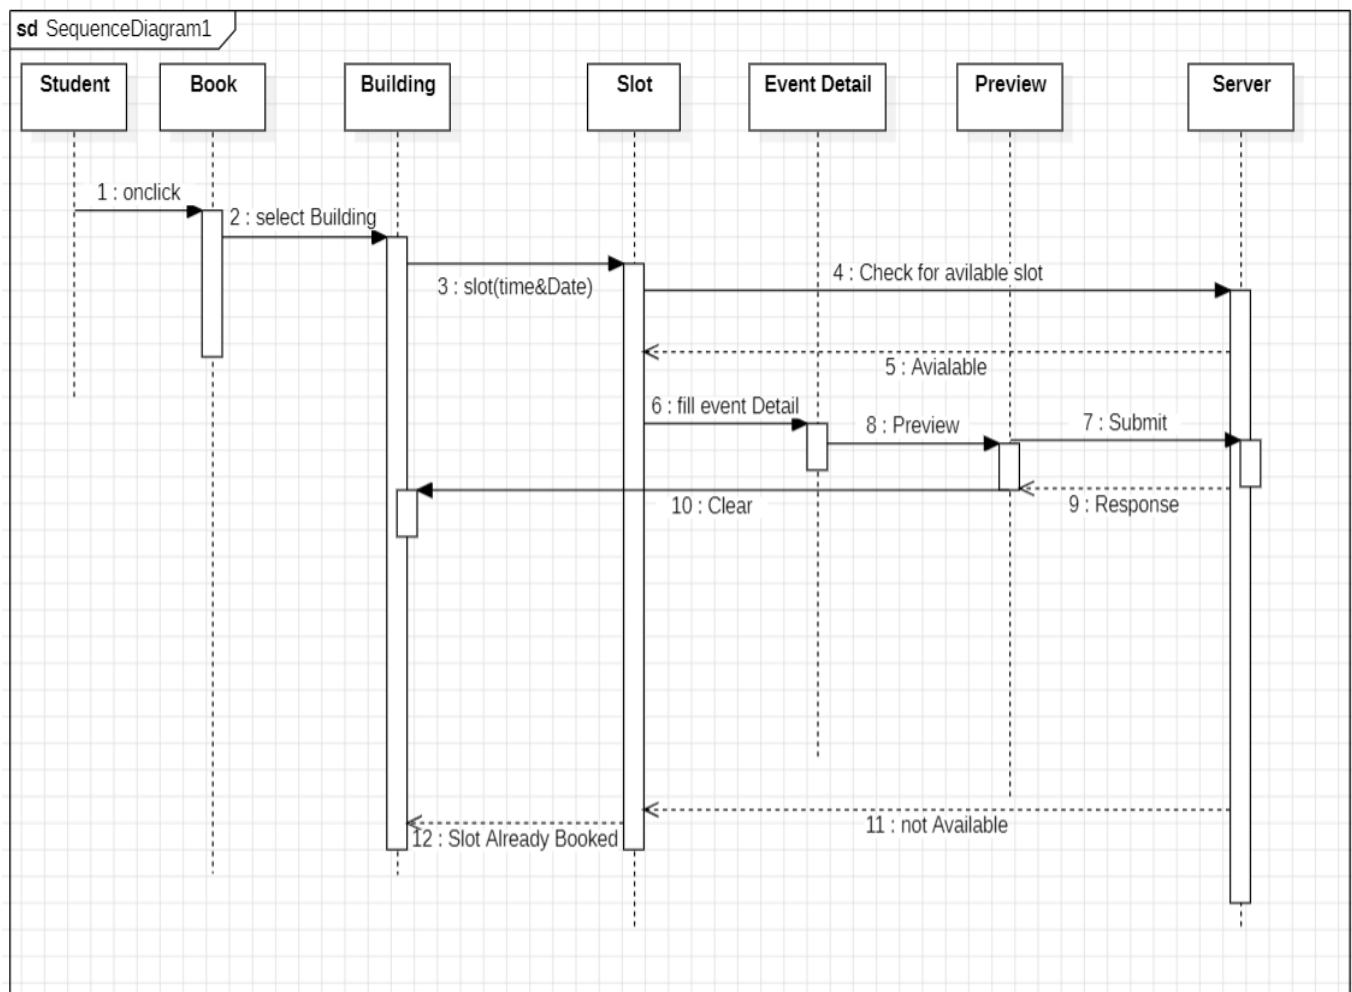 sd SequenceDiagram1
Student
Book
Building
Slot
Event Detail
Preview
Server
1 : onclick
2 : select Building
3 : slot(time&Date)
4 : Check for avilable slot
5 : Avialable
6 : fill event Detail
8 : Preview
7 : Submit
10 : Clear
9 : Response
11 : not Available
12 : Slot Already Booked